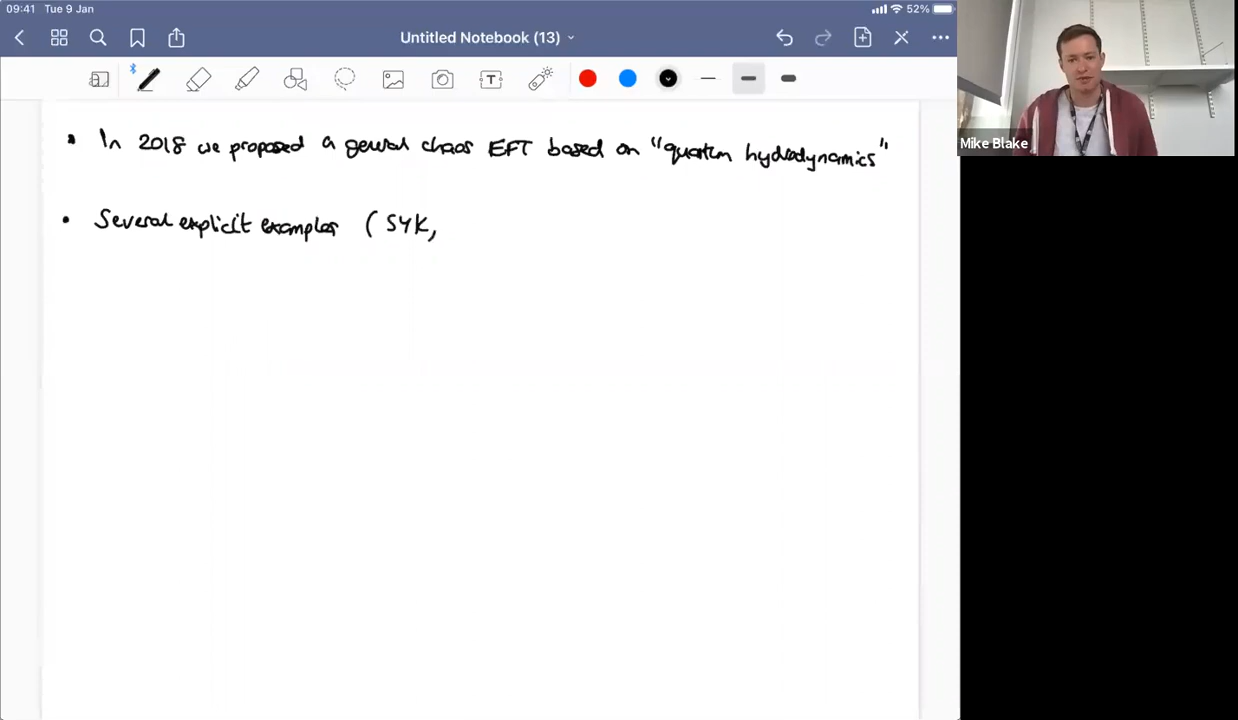 09:41 Tue 9 Jan
52%
Untitled Notebook (13)
Mike Blake
• In 2018 we proposed a general chaos EFT based on "quantum hydrodynamics"
• Several explicit examples (SYK,